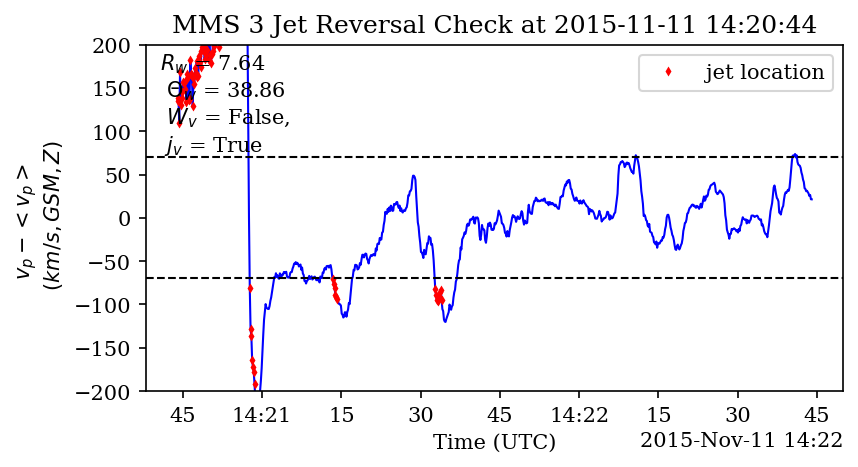 MMS 3 Jet Reversal Check at 2015-11-11 14:20:44
R_w = 7.64
Θ_w = 38.86
W_v = False,
j_v = True
jet location
v_p − < v_p >
(km/s, GSM, Z)
200
150
100
50
0
−50
−100
−150
−200
45 14:21 15 30 45 14:22 15 30 45
Time (UTC)
2015-Nov-11 14:22